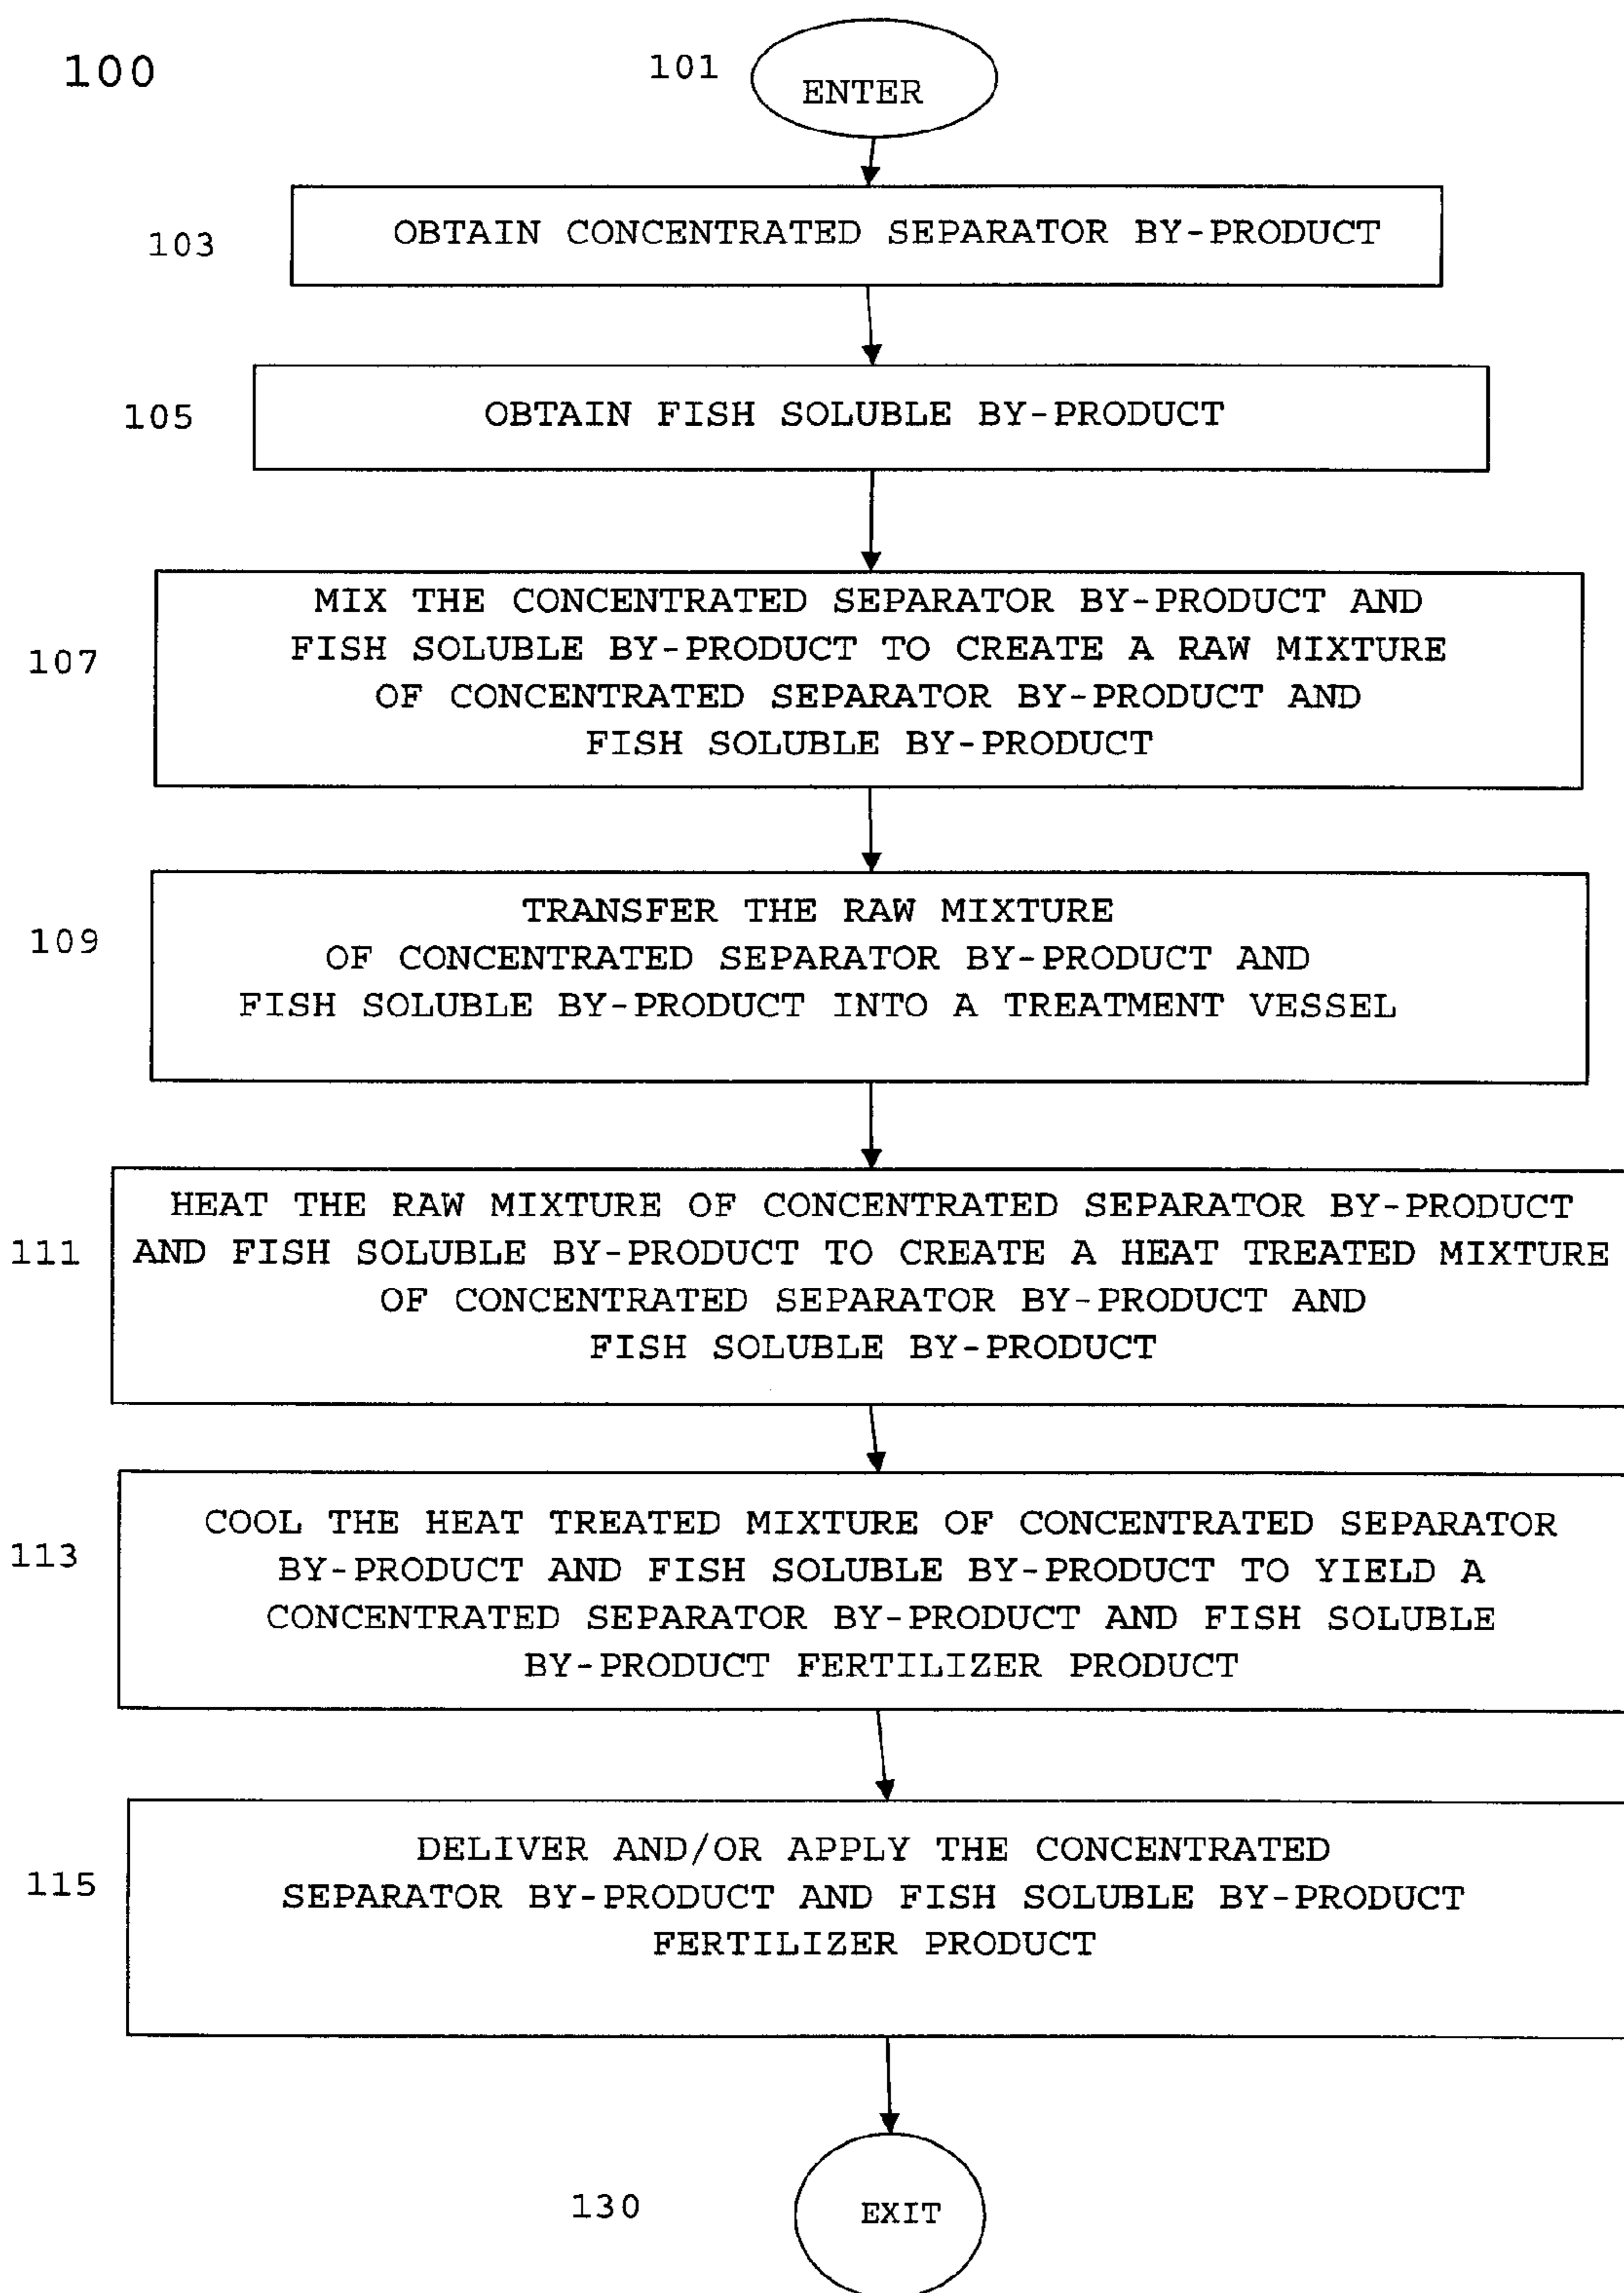 100
101
ENTER
103
OBTAIN CONCENTRATED SEPARATOR BY-PRODUCT
105
OBTAIN FISH SOLUBLE BY-PRODUCT
107
MIX THE CONCENTRATED SEPARATOR BY-PRODUCT AND
FISH SOLUBLE BY-PRODUCT TO CREATE A RAW MIXTURE
OF CONCENTRATED SEPARATOR BY-PRODUCT AND
FISH SOLUBLE BY-PRODUCT
109
TRANSFER THE RAW MIXTURE
OF CONCENTRATED SEPARATOR BY-PRODUCT AND
FISH SOLUBLE BY-PRODUCT INTO A TREATMENT VESSEL
111
HEAT THE RAW MIXTURE OF CONCENTRATED SEPARATOR BY-PRODUCT
AND FISH SOLUBLE BY-PRODUCT TO CREATE A HEAT TREATED MIXTURE
OF CONCENTRATED SEPARATOR BY-PRODUCT AND
FISH SOLUBLE BY-PRODUCT
113
COOL THE HEAT TREATED MIXTURE OF CONCENTRATED SEPARATOR
BY-PRODUCT AND FISH SOLUBLE BY-PRODUCT TO YIELD A
CONCENTRATED SEPARATOR BY-PRODUCT AND FISH SOLUBLE
BY-PRODUCT FERTILIZER PRODUCT
115
DELIVER AND/OR APPLY THE CONCENTRATED
SEPARATOR BY-PRODUCT AND FISH SOLUBLE BY-PRODUCT
FERTILIZER PRODUCT
130
EXIT